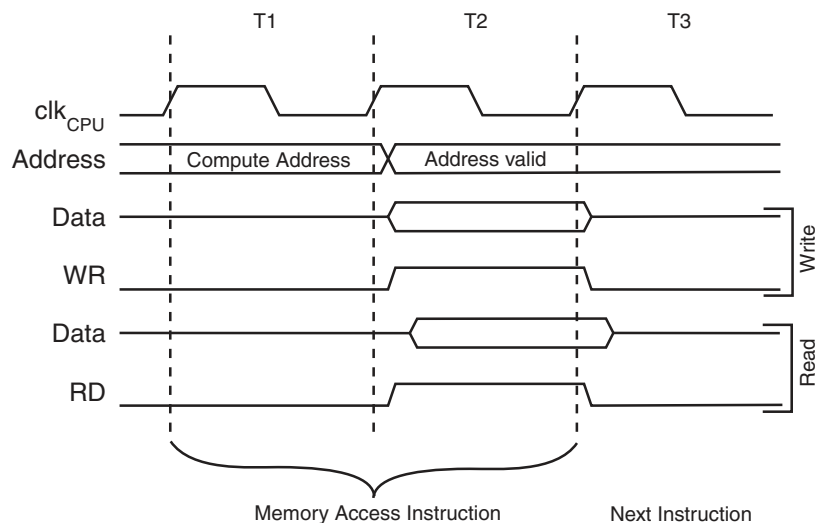 T1 T2 T3
clkCPU
Address Compute Address Address valid
Data
WR
Write
Data
RD
Read
Memory Access Instruction Next Instruction